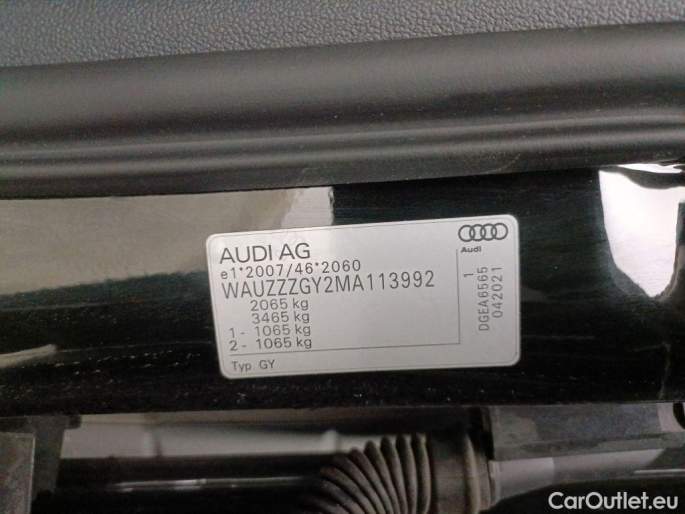 AUDI AG
e1*2007/46*2060
WAUZZZGY2MA113992
2065 kg
3465 kg
1 - 1065 kg
2 - 1065 kg
Typ GY
Audi
1
DGEA6565
042021
CarOutlet.eu